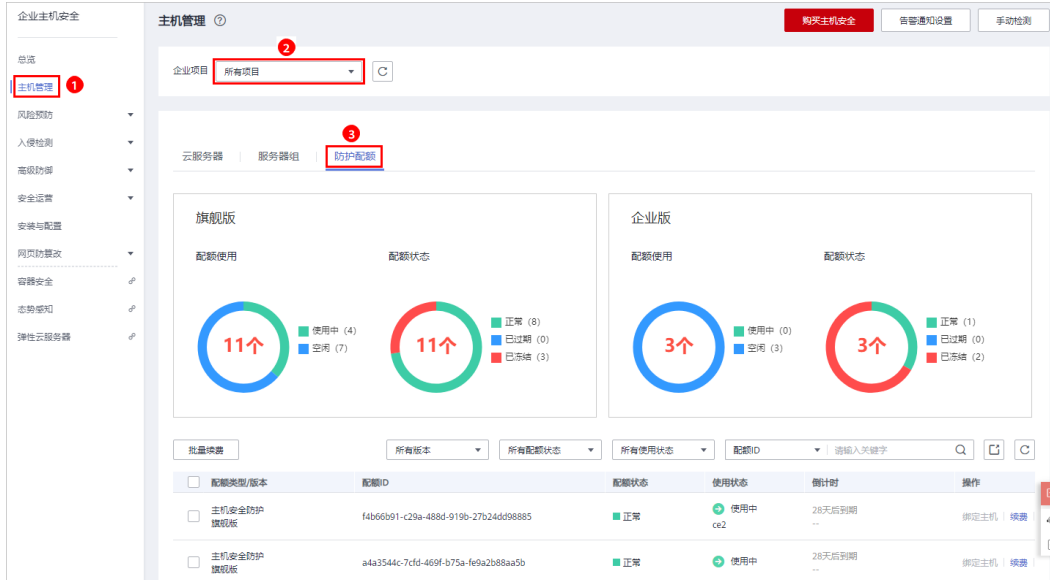 企业主机安全
总览
主机管理
1
风险预防
入侵检测
高级防御
安全运营
安装与配置
网页防篡改
容器安全
态势感知
弹性云服务器
主机管理
购买主机安全
告警通知设置
手动检测
2
企业项目
所有项目
3
云服务器
服务器组
防护配额
旗舰版
配额使用
配额状态
11个
使用中 (4)
空闲 (7)
11个
正常 (8)
已过期 (0)
已冻结 (3)
企业版
配额使用
配额状态
3个
使用中 (0)
空闲 (3)
3个
正常 (1)
已过期 (0)
已冻结 (2)
批量续费
所有版本
所有配额状态
所有使用状态
配额ID
请输入关键字
配额类型/版本 配额ID 配额状态 使用状态 倒计时 操作
主机安全防护
旗舰版
f4b66b91-c29a-488d-919b-27b24dd98885
正常
使用中
ce2
28天后到期
--
绑定主机 续费
主机安全防护
旗舰版
a4a3544c-7cfd-469f-b75a-fe9a2b88aa5b
正常
使用中
28天后到期
--
绑定主机 续费